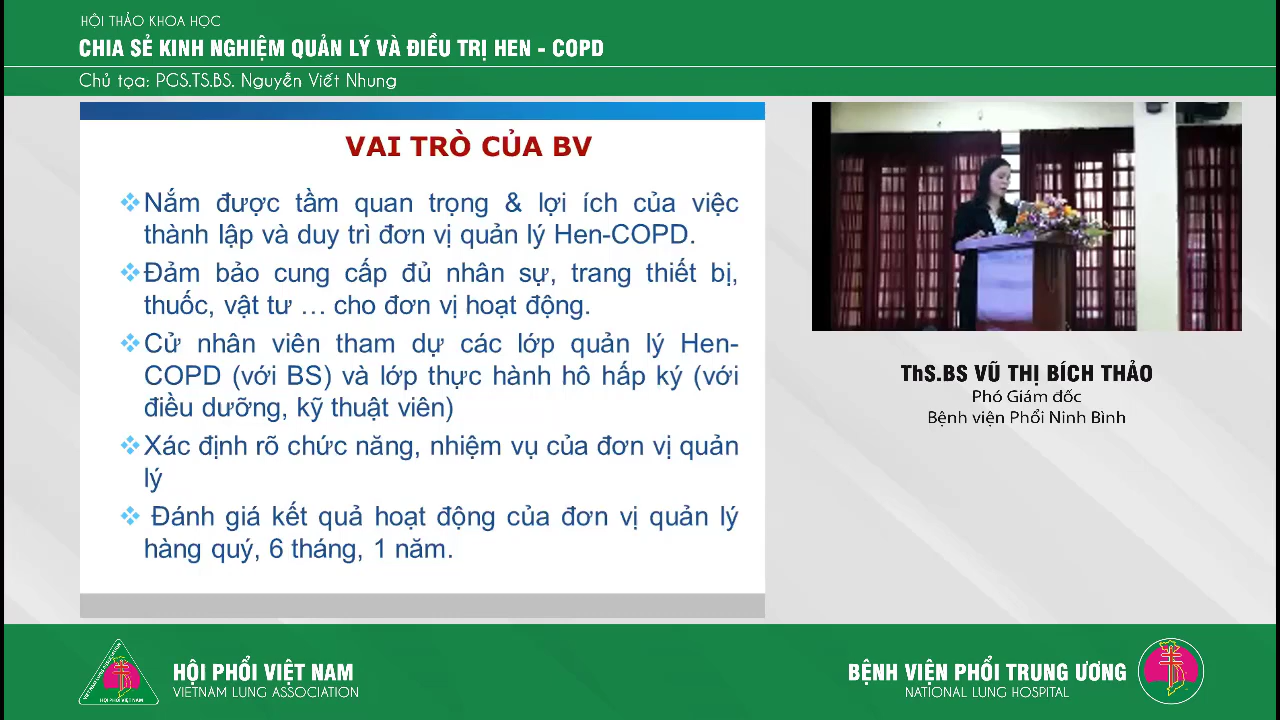 HỘI THẢO KHOA HỌC
CHIA SẺ KINH NGHIỆM QUẢN LÝ VÀ ĐIỀU TRỊ HEN - COPD
Chủ tọa: PGS.TS.BS. Nguyễn Viết Nhung
VAI TRÒ CỦA BV
Nắm được tầm quan trọng & lợi ích của việc
thành lập và duy trì đơn vị quản lý Hen-COPD.
Đảm bảo cung cấp đủ nhân sự, trang thiết bị,
thuốc, vật tư … cho đơn vị hoạt động.
Cử nhân viên tham dự các lớp quản lý Hen-
COPD (với BS) và lớp thực hành hô hấp ký (với
điều dưỡng, kỹ thuật viên)
Xác định rõ chức năng, nhiệm vụ của đơn vị quản
lý
Đánh giá kết quả hoạt động của đơn vị quản lý
hàng quý, 6 tháng, 1 năm.
ThS.BS VŨ THỊ BÍCH THẢO
Phó Giám đốc
Bệnh viện Phổi Ninh Bình
VIETNAM LUNG ASSOCIATION
HỘI PHỔI VIỆT NAM
HỘI PHỔI VIỆT NAM
VIETNAM LUNG ASSOCIATION
BỆNH VIỆN PHỔI TRUNG ƯƠNG
NATIONAL LUNG HOSPITAL